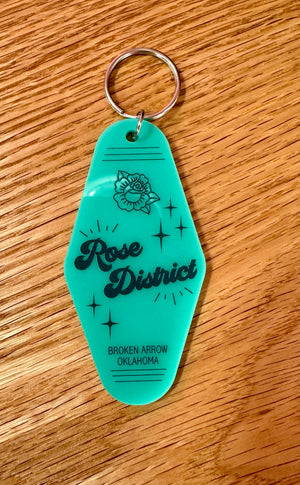 Rose
District
BROKEN ARROW
OKLAHOMA